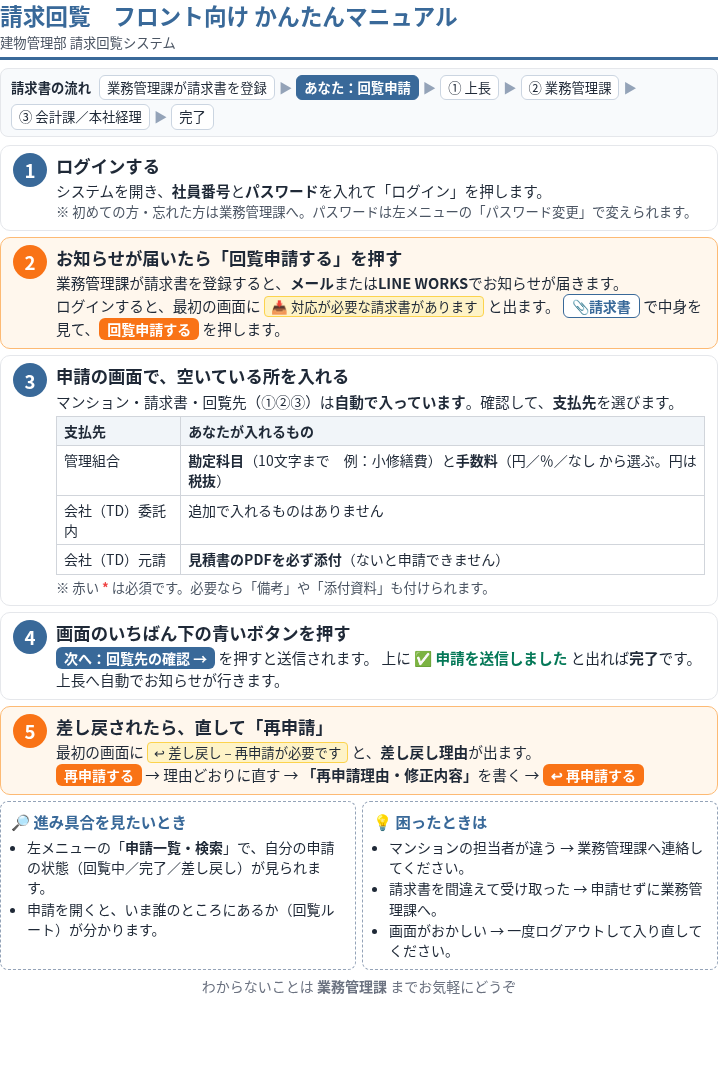 請求回覧　フロント向け かんたんマニュアル
建物管理部 請求回覧システム
請求書の流れ 業務管理課が請求書を登録 ▶ あなた：回覧申請 ▶ ① 上長 ▶ ② 業務管理課 ▶
③ 会計課／本社経理 ▶ 完了
1 ログインする
システムを開き、社員番号とパスワードを入れて「ログイン」を押します。
※ 初めての方・忘れた方は業務管理課へ。パスワードは左メニューの「パスワード変更」で変えられます。
2 お知らせが届いたら「回覧申請する」を押す
業務管理課が請求書を登録すると、メールまたはLINE WORKSでお知らせが届きます。
ログインすると、最初の画面に 📥 対応が必要な請求書があります と出ます。 📎請求書 で中身を
見て、 回覧申請する を押します。
3 申請の画面で、空いている所を入れる
マンション・請求書・回覧先（①②③）は自動で入っています。確認して、支払先を選びます。
支払先 あなたが入れるもの
管理組合 勘定科目（10文字まで　例：小修繕費）と手数料（円／％／なし から選ぶ。円は
税抜）
会社（TD）委託
内 追加で入れるものはありません
会社（TD）元請 見積書のPDFを必ず添付（ないと申請できません）
※ 赤い * は必須です。必要なら「備考」や「添付資料」も付けられます。
4 画面のいちばん下の青いボタンを押す
次へ：回覧先の確認 → を押すと送信されます。 上に ✅ 申請を送信しました と出れば完了です。
上長へ自動でお知らせが行きます。
5 差し戻されたら、直して「再申請」
最初の画面に ↩ 差し戻し – 再申請が必要です と、差し戻し理由が出ます。
再申請する → 理由どおりに直す → 「再申請理由・修正内容」を書く → ↩ 再申請する
🔎 進み具合を見たいとき
• 左メニューの「申請一覧・検索」で、自分の申請
の状態（回覧中／完了／差し戻し）が見られま
す。
• 申請を開くと、いま誰のところにあるか（回覧ル
ート）が分かります。
💡 困ったときは
• マンションの担当者が違う → 業務管理課へ連絡し
てください。
• 請求書を間違えて受け取った → 申請せずに業務管
理課へ。
• 画面がおかしい → 一度ログアウトして入り直して
ください。
わからないことは 業務管理課 までお気軽にどうぞ